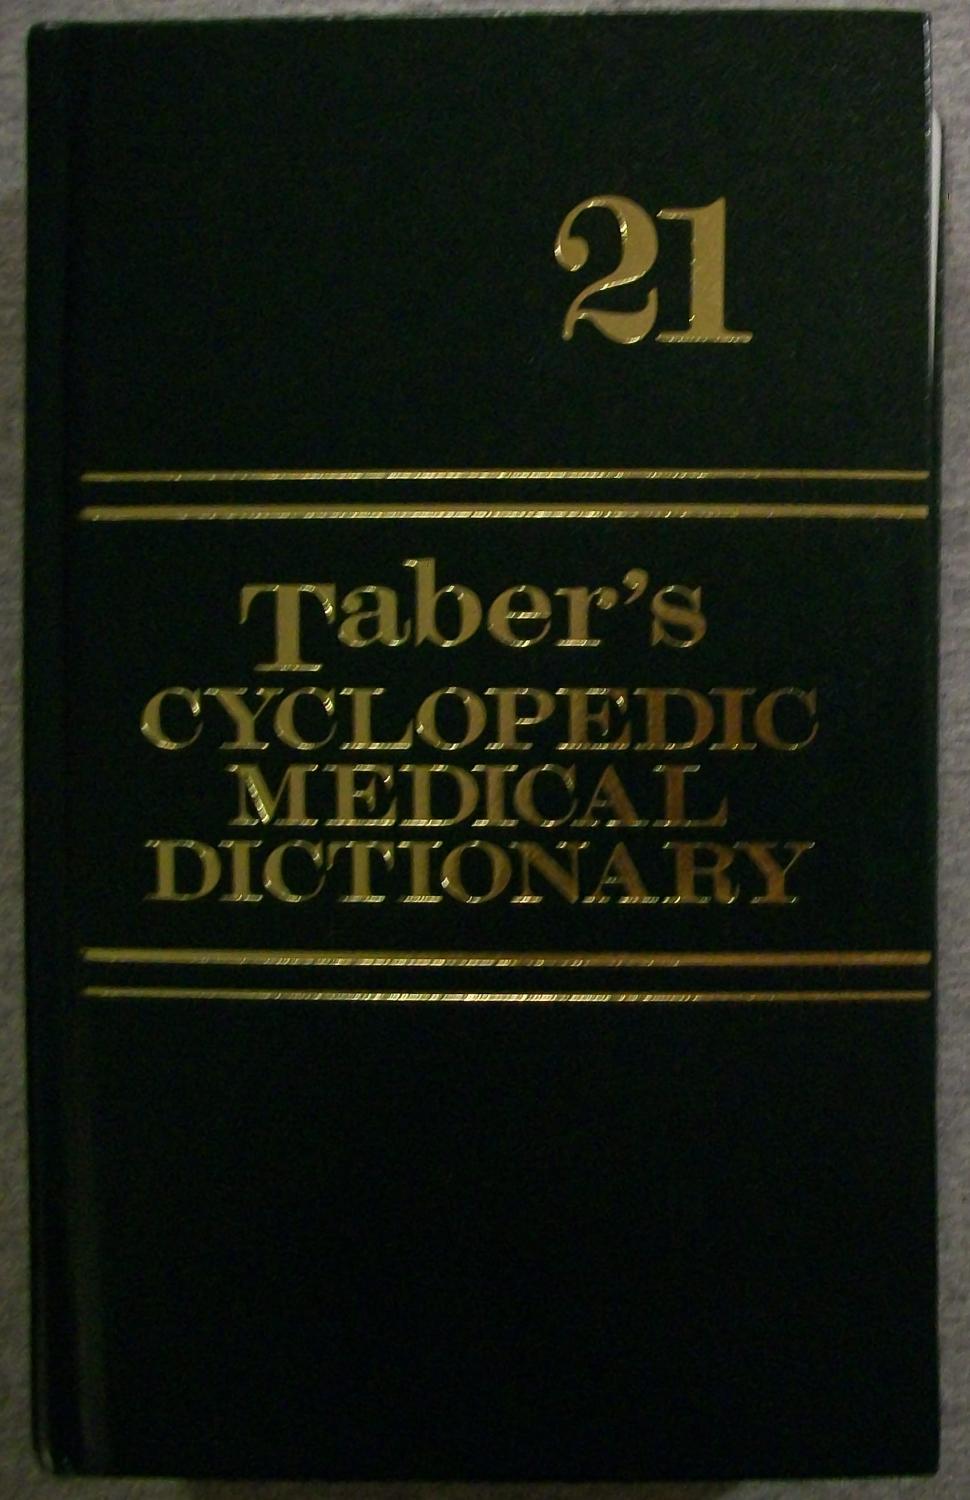 21
Taber's
CYCLOPEDIC
MEDICAL
DICTIONARY